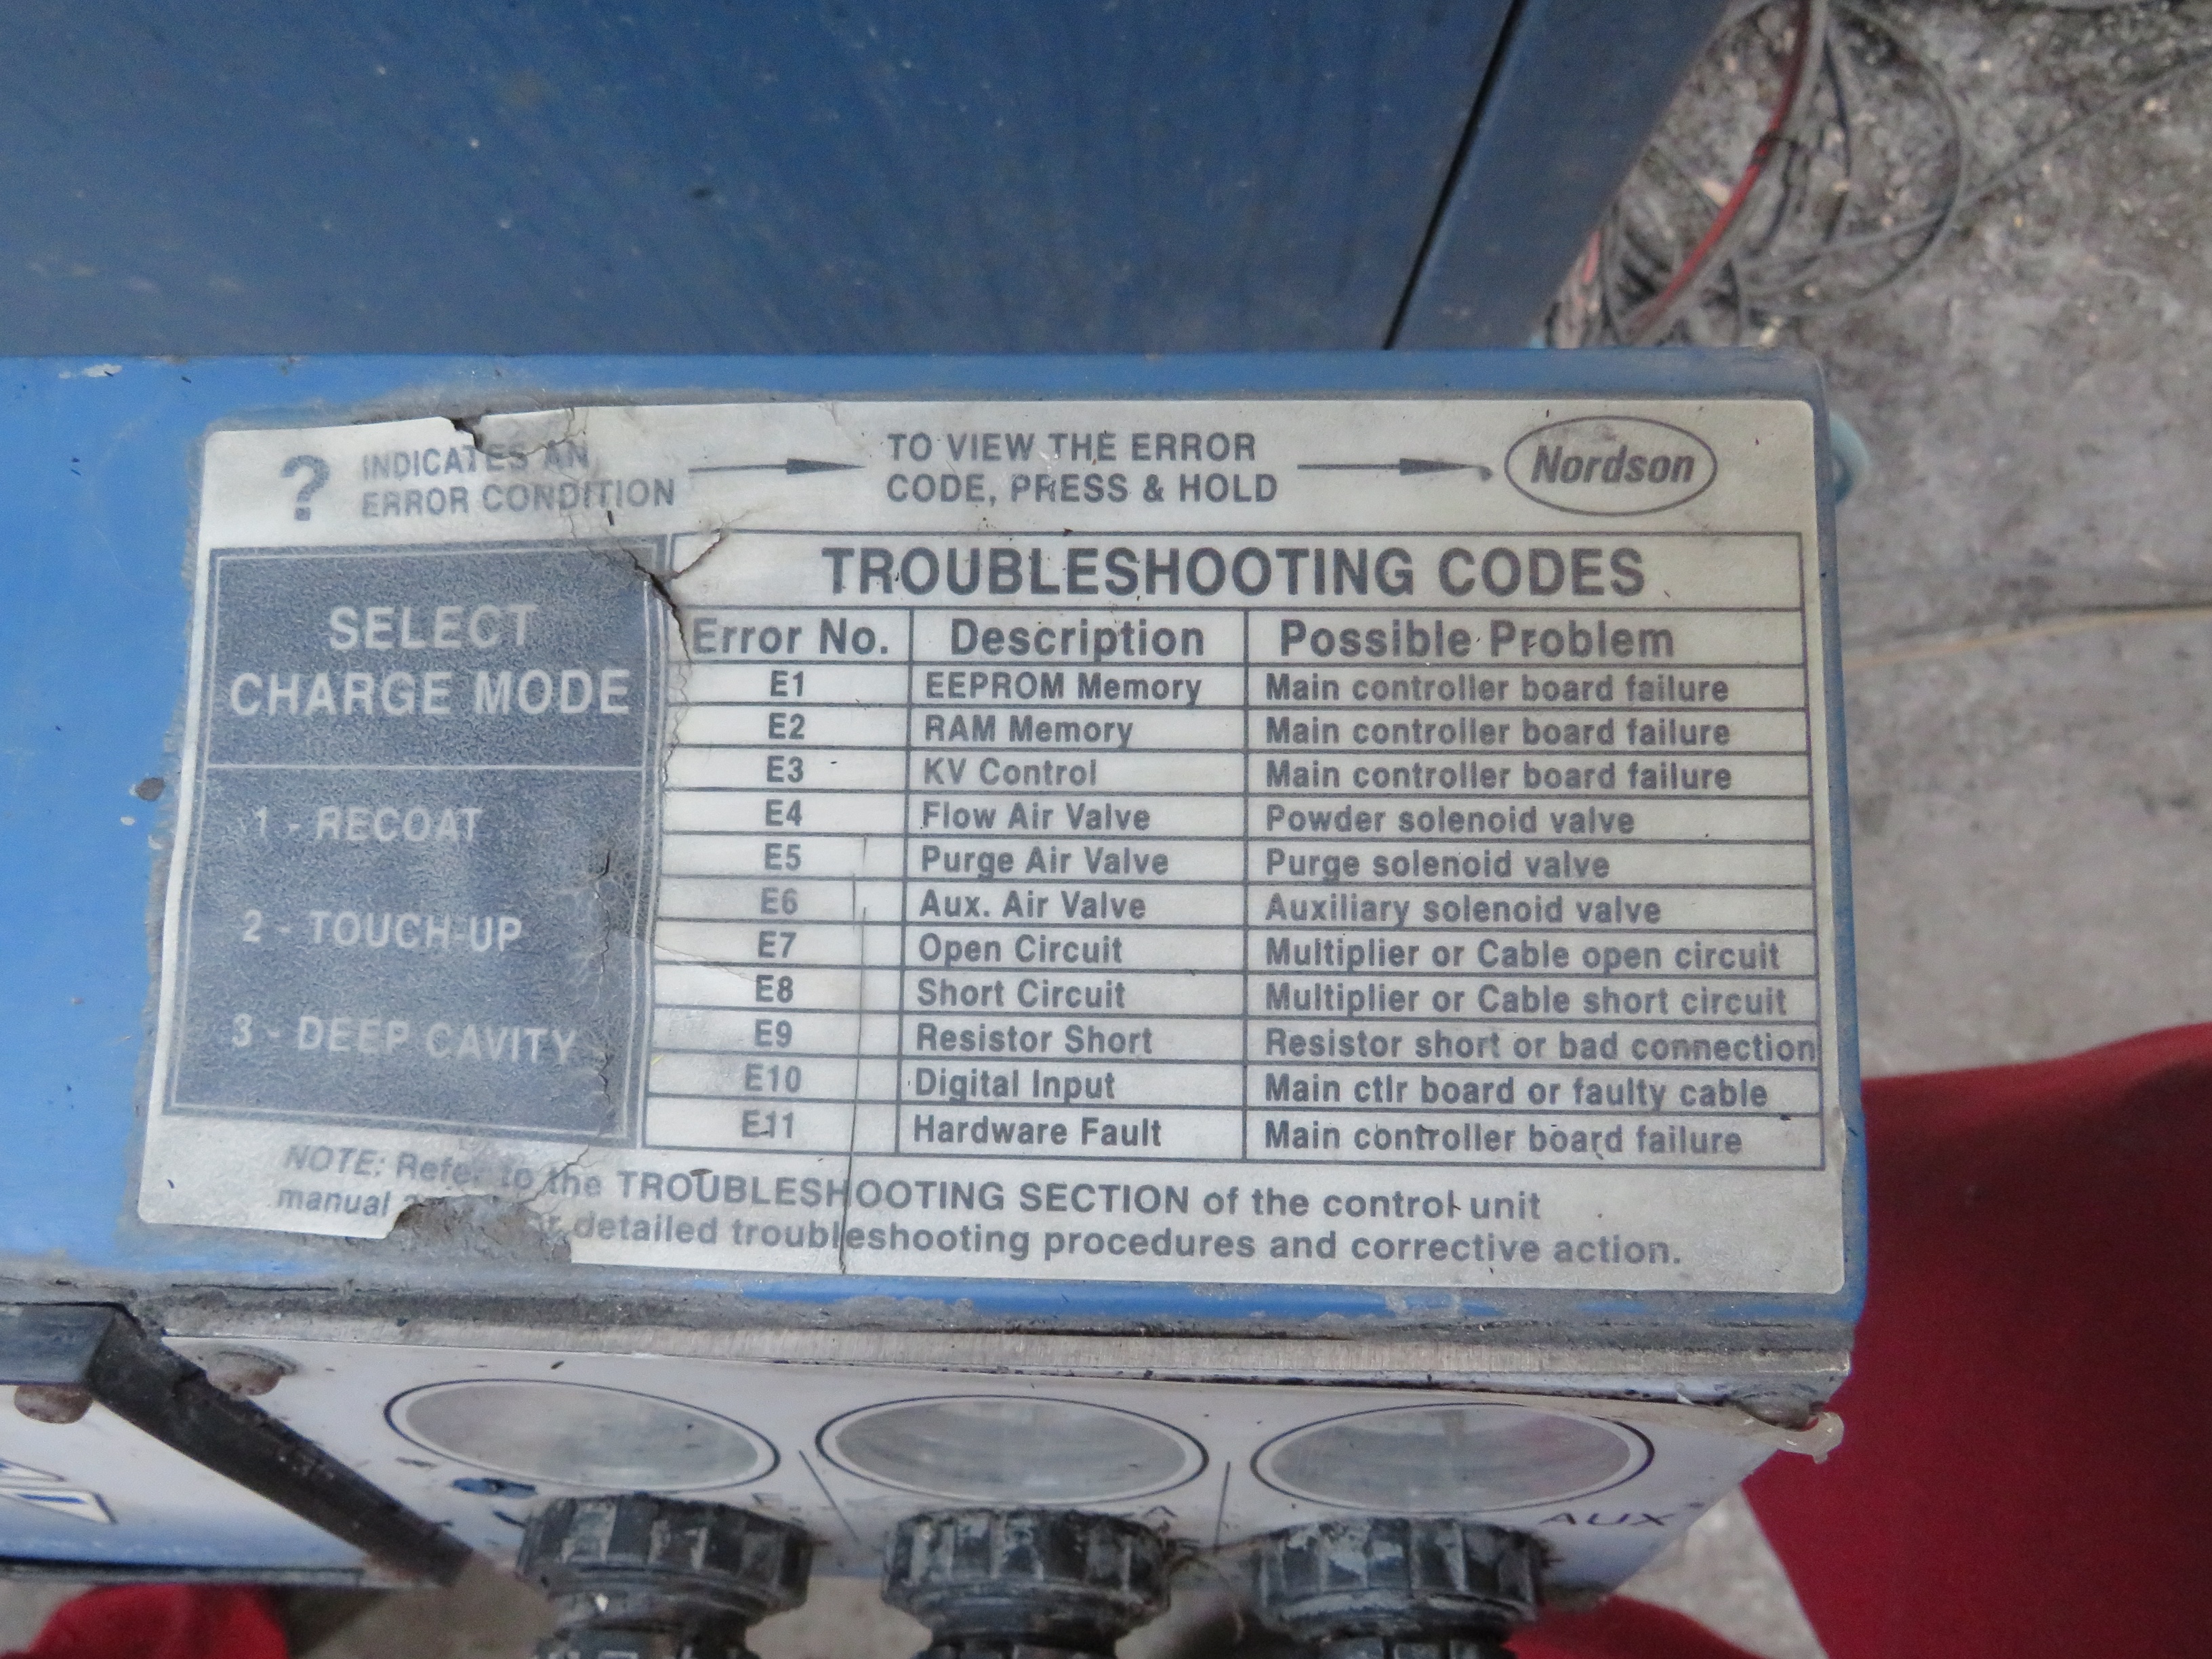 ? INDICATES AN
ERROR CONDITION
TO VIEW THE ERROR
CODE, PRESS & HOLD
Nordson
SELECT
CHARGE MODE
1 - RECOAT
2 - TOUCH-UP
3 - DEEP CAVITY
TROUBLESHOOTING CODES
Error No. Description Possible Problem
E1 EEPROM Memory Main controller board failure
E2 RAM Memory Main controller board failure
E3 KV Control Main controller board failure
E4 Flow Air Valve Powder solenoid valve
E5 Purge Air Valve Purge solenoid valve
E6 Aux. Air Valve Auxiliary solenoid valve
E7 Open Circuit Multiplier or Cable open circuit
E8 Short Circuit Multiplier or Cable short circuit
E9 Resistor Short Resistor short or bad connection
E10 Digital Input Main ctlr board or faulty cable
E11 Hardware Fault Main controller board failure
NOTE: Refer to the TROUBLESHOOTING SECTION of the control unit
manual detailed troubleshooting procedures and corrective action.
AUX